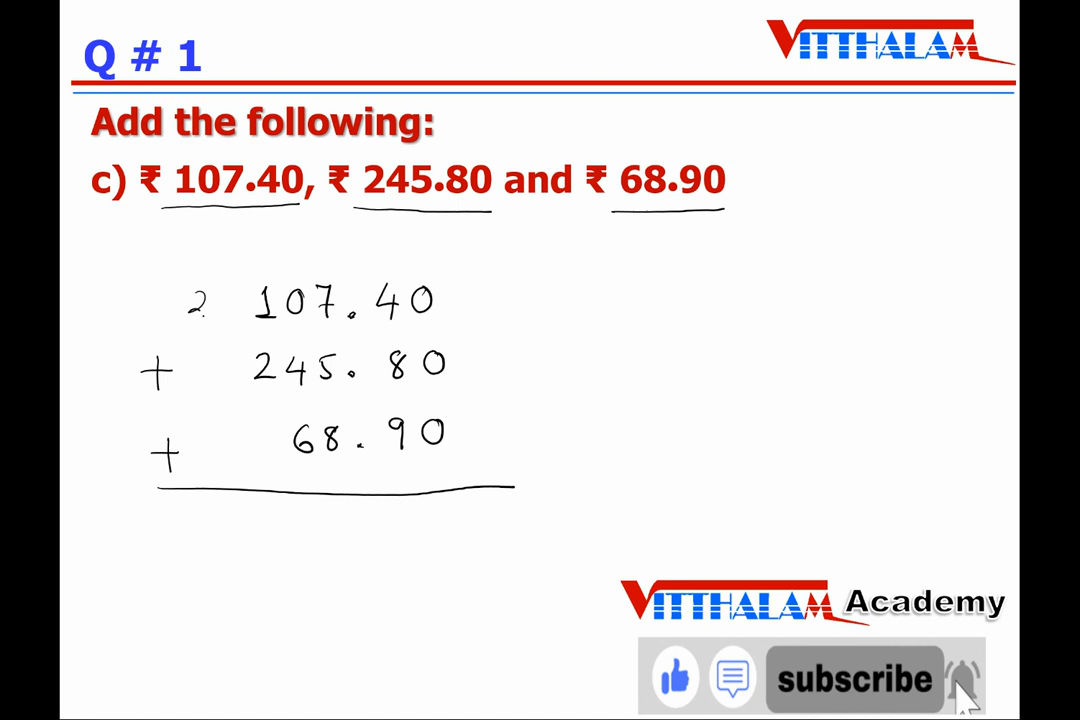 Q # 1
VITTHALAM
Add the following:
c) ₹ 107.40, ₹ 245.80 and ₹ 68.90
2 107.40
+ 245.80
+ 68.90
VITTHALAM Academy
subscribe